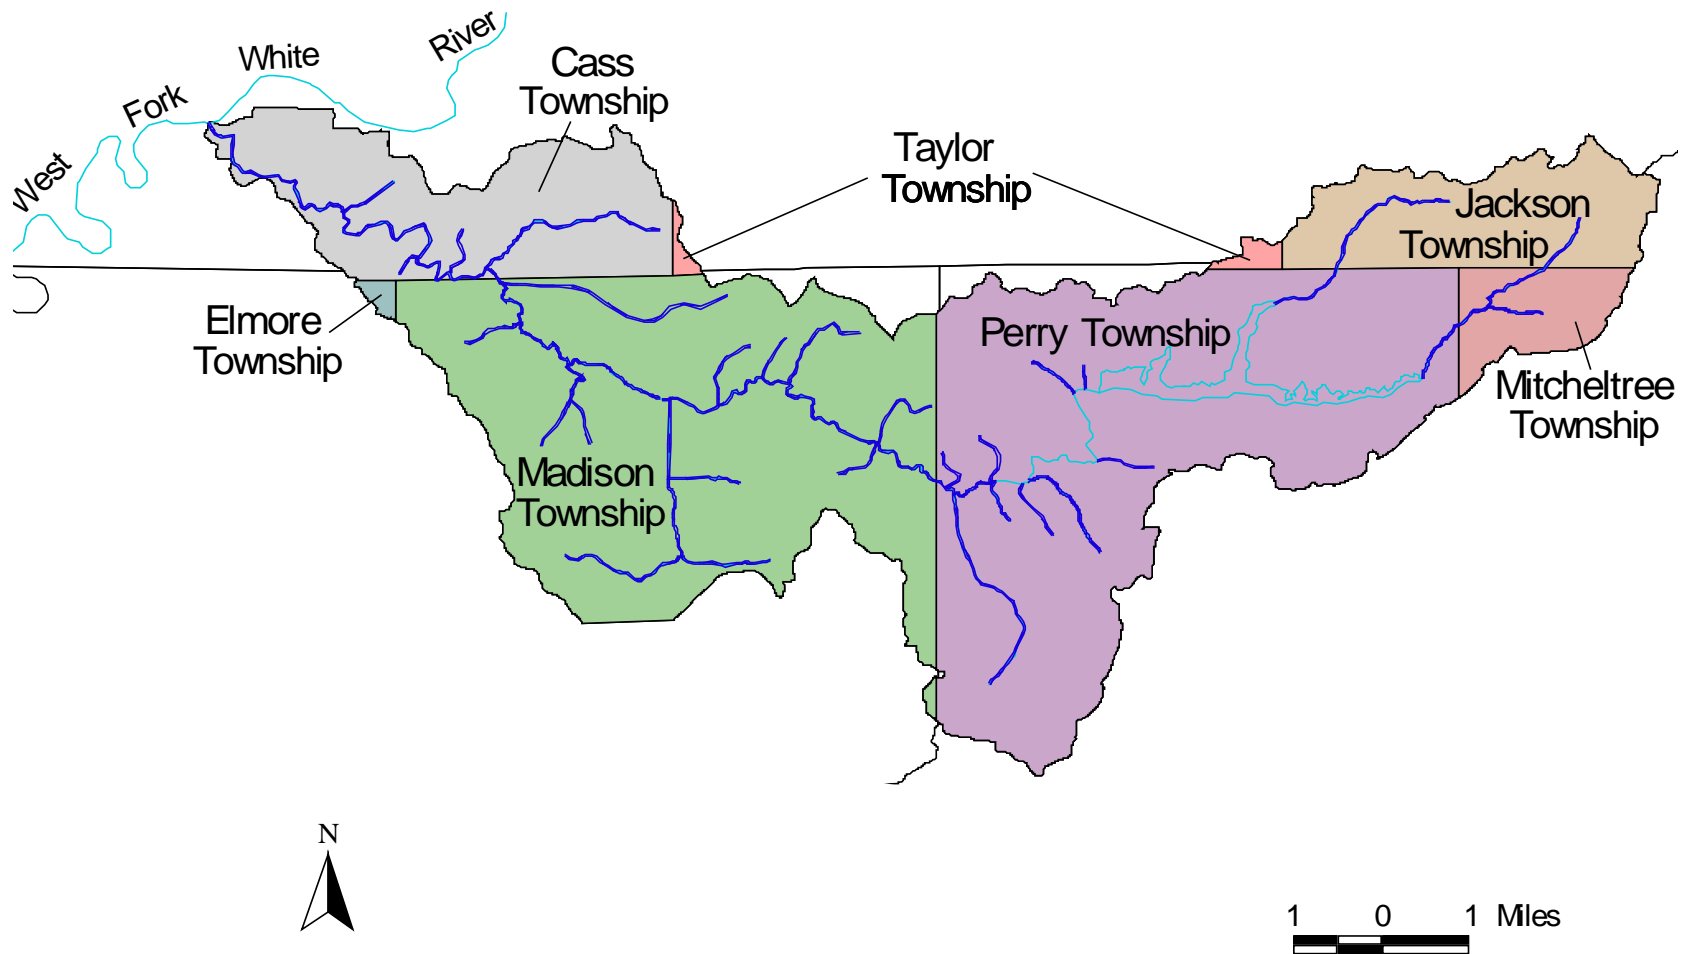 River
White
Cass
Township
Fork
West
Taylor
Township
Jackson
Township
Elmore
Township
Perry Township
Mitcheltree
Township
Madison
Township
N
1 0 1 Miles